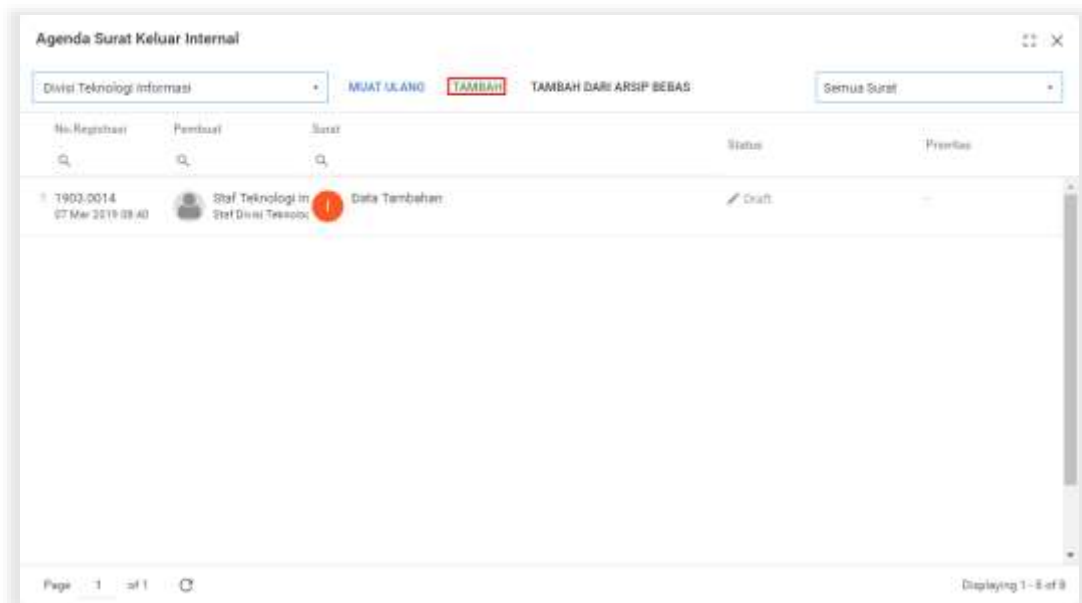 Agenda Surat Keluar Internal
Divisi Teknologi Informasi MUAT ULANG TAMBAH TAMBAH DARI ARSIP BEBAS Semua Surat
No.Registrasi Pembuat Surat Status Prioritas
1903.0014 Staf Teknologi In I Data Tambahan Draft
07 Mar 2019 08:40 Staf Divisi Teknolog
Page 1 of 1 Displaying 1 - 8 of 8